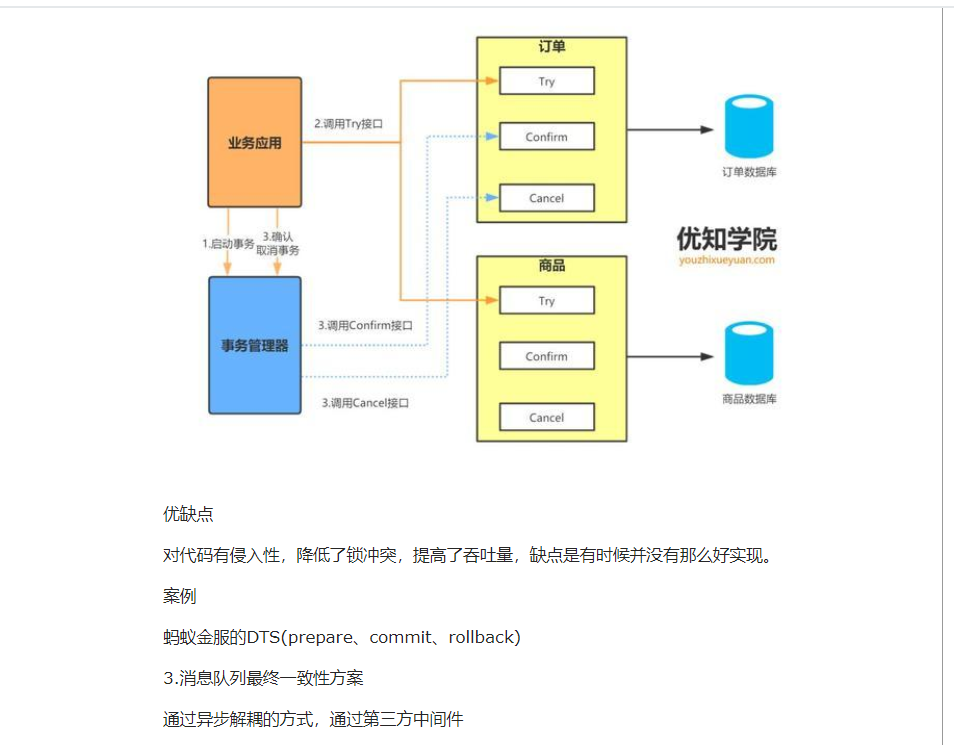 订单
Try
2.调用Try接口
业务应用
Confirm
订单数据库
Cancel
1.启动事务
3.确认
取消事务
优知学院
youzhixueyuan.com
商品
Try
3.调用Confirm接口
事务管理器
Confirm
3.调用Cancel接口
商品数据库
Cancel
优缺点
对代码有侵入性，降低了锁冲突，提高了吞吐量，缺点是有时候并没有那么好实现。
案例
蚂蚁金服的DTS(prepare、commit、rollback)
3.消息队列最终一致性方案
通过异步解耦的方式，通过第三方中间件